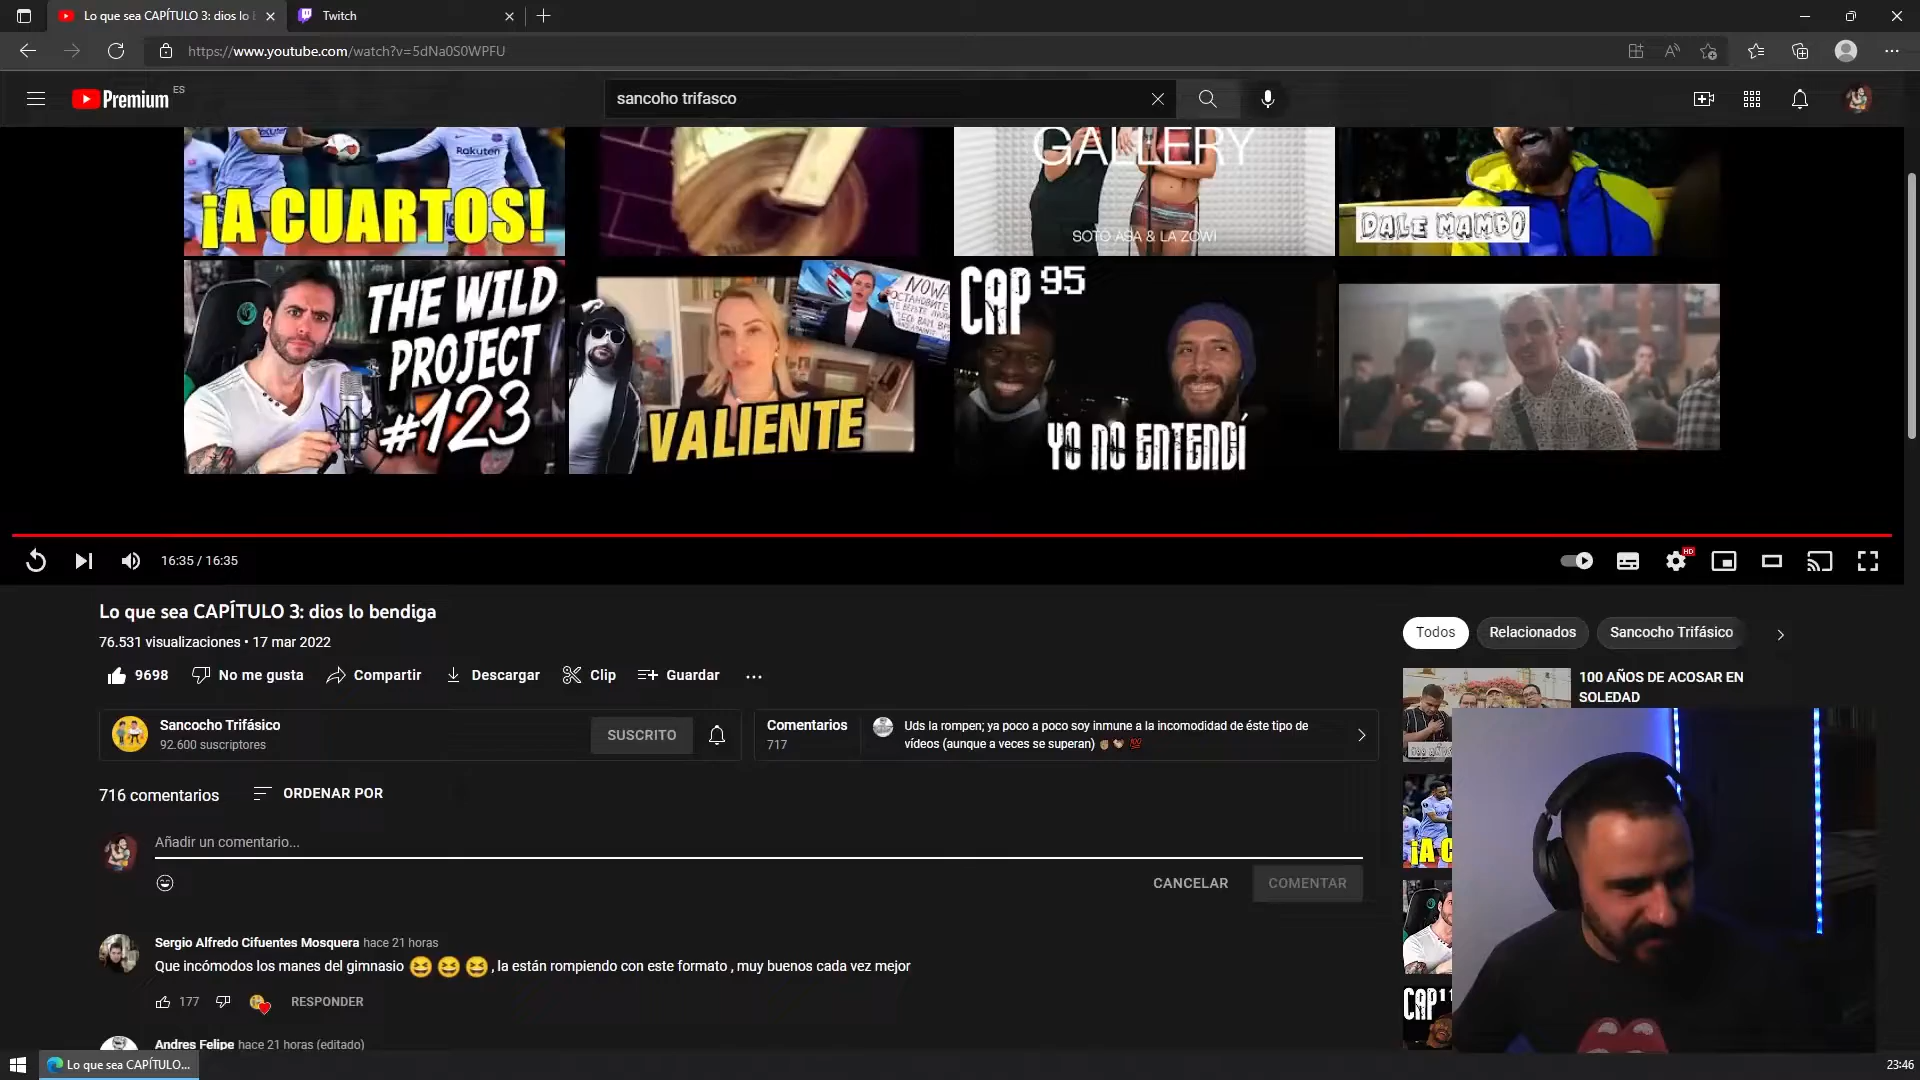 Lo que sea CAPÍTULO 3: dios lo
Twitch
https://www.youtube.com/watch?v=5dNa0S0WPFU
Premium
ES
sancoho trifasco
Rakuten
¡A CUARTOS!
GALLERY
SOTO ASA & LA ZOWI
DALE MAMBO
THE WILD
PROJECT
#123
VALIENTE
CAP 95
YO NO ENTENDÍ
16:35 / 16:35
HD
Lo que sea CAPÍTULO 3: dios lo bendiga
76.531 visualizaciones • 17 mar 2022
9698
No me gusta
Compartir
Descargar
Clip
Guardar
Sancocho Trifásico
92.600 suscriptores
SUSCRITO
Comentarios
717
Uds la rompen; ya poco a poco soy inmune a la incomodidad de éste tipo de
vídeos (aunque a veces se superan) ✊🏽🤝🏽💯
716 comentarios
ORDENAR POR
Añadir un comentario...
CANCELAR
COMENTAR
Sergio Alfredo Cifuentes Mosquera hace 21 horas
Que incómodos los manes del gimnasio 😆 😆 😆, la están rompiendo con este formato , muy buenos cada vez mejor
177
RESPONDER
Andres Felipe hace 21 horas (editado)
Todos
Relacionados
Sancocho Trifásico
100 AÑOS DE ACOSAR EN
SOLEDAD
¡A C
CAP
Lo que sea CAPÍTULO...
23:46